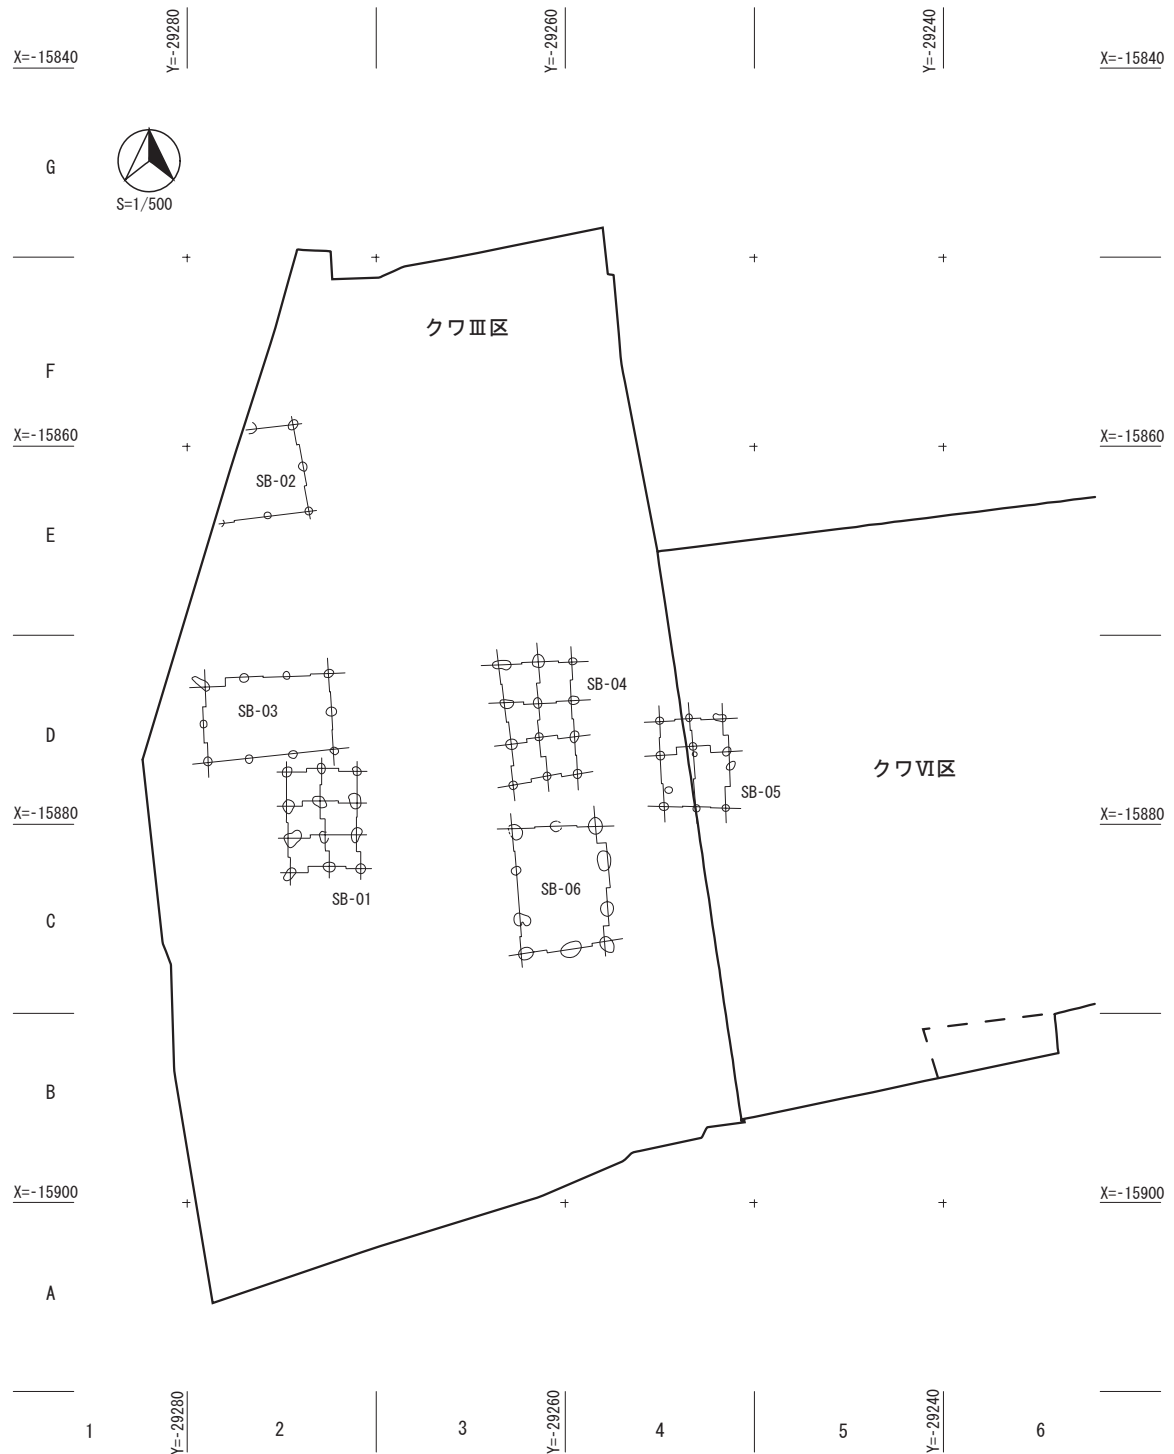 Y=-29280
Y=-29260
Y=-29240
X=-15840
X=-15840
G
S=1/500
クワⅢ区
F
X=-15860
X=-15860
SB-02
E
SB-04
SB-03
D
クワⅥ区
SB-05
X=-15880
X=-15880
SB-06
SB-01
C
B
X=-15900
X=-15900
A
Y=-29280
Y=-29260
Y=-29240
1
2
3
4
5
6